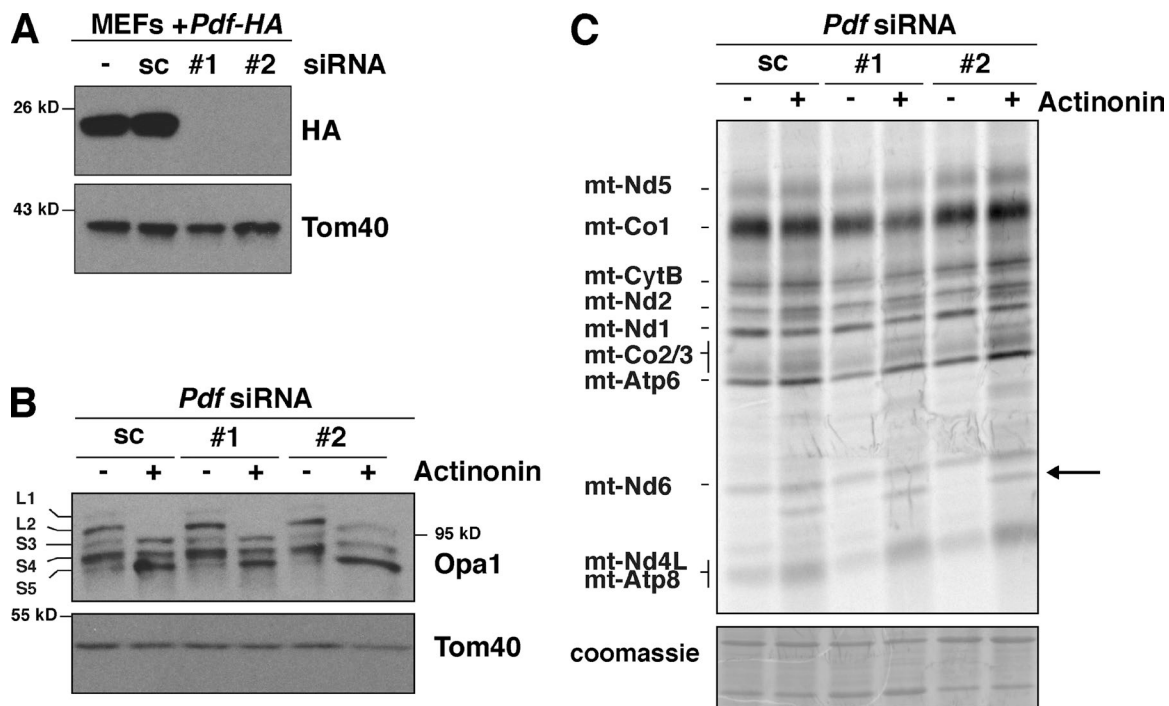 A
MEFs +Pdf-HA
- sc #1 #2 siRNA
26 kD
HA
43 kD
Tom40
B
Pdf siRNA
sc #1 #2
- + - + - + Actinonin
L1
L2
S3
S4
S5
95 kD
Opa1
55 kD
Tom40
C
Pdf siRNA
sc #1 #2
- + - + - + Actinonin
mt-Nd5
mt-Co1
mt-CytB
mt-Nd2
mt-Nd1
mt-Co2/3
mt-Atp6
mt-Nd6
mt-Nd4L
mt-Atp8
coomassie